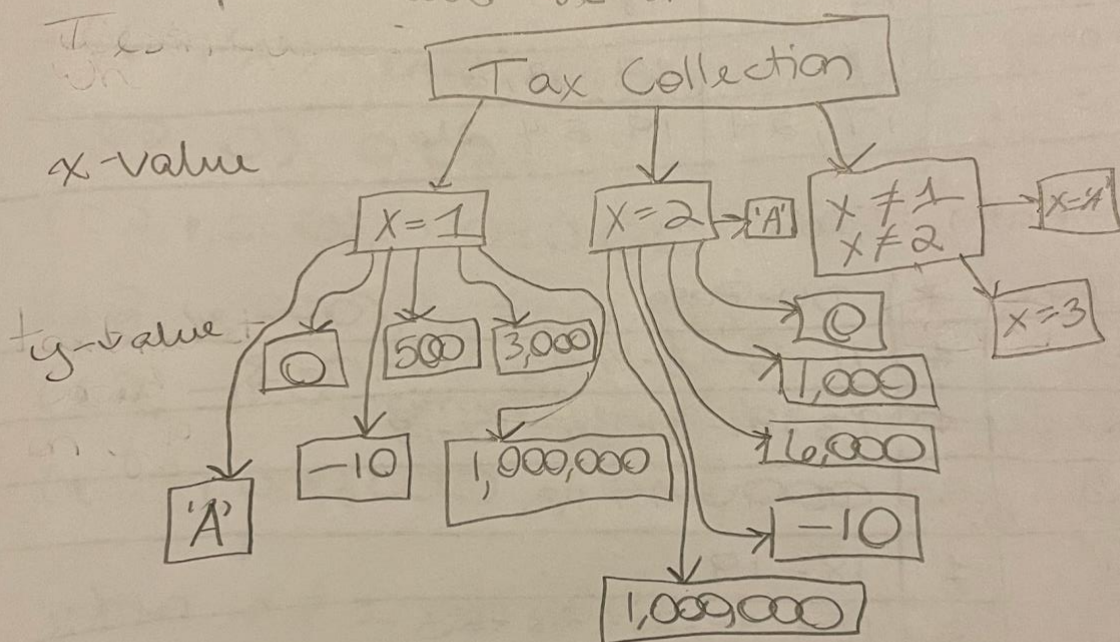 Tax Collection
x-value
x = 1
x = 2
'A'
x ≠ 1
x ≠ 2
x='A'
x=3
y-value
0
500
3,000
0
1,000
6,000
'A'
-10
1,000,000
-10
1,000,000